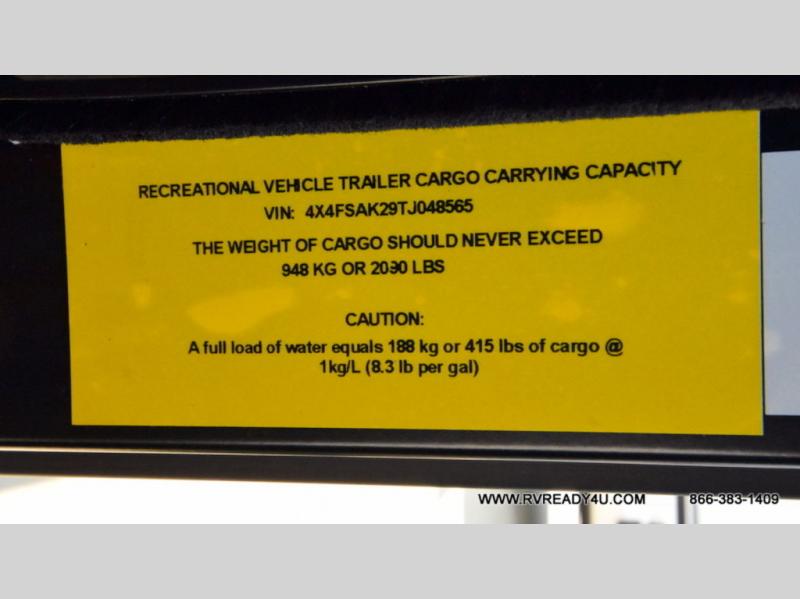 RECREATIONAL VEHICLE TRAILER CARGO CARRYING CAPACITY
VIN: 4X4FSAK29TJ048565
THE WEIGHT OF CARGO SHOULD NEVER EXCEED
948 KG OR 2090 LBS
CAUTION:
A full load of water equals 188 kg or 415 lbs of cargo @
1kg/L (8.3 lb per gal)
WWW.RVREADY4U.COM 866-383-1409